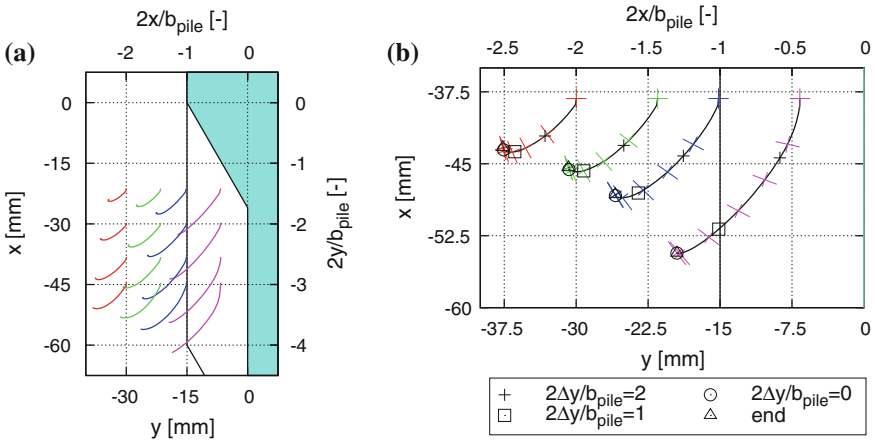 2x/b_pile [-]
(a)
-2 -1 0
0 -15 -30 -45 -60
x [mm]
0 -1 -2 -3 -4
2y/b_pile [-]
-30 -15 0
y [mm]
2x/b_pile [-]
(b)
-2.5 -2 -1.5 -1 -0.5 0
-37.5 -45 -52.5 -60
x [mm]
-37.5 -30 -22.5 -15 -7.5 0
y [mm]
2Δy/b_pile=2 2Δy/b_pile=0
2Δy/b_pile=1 end